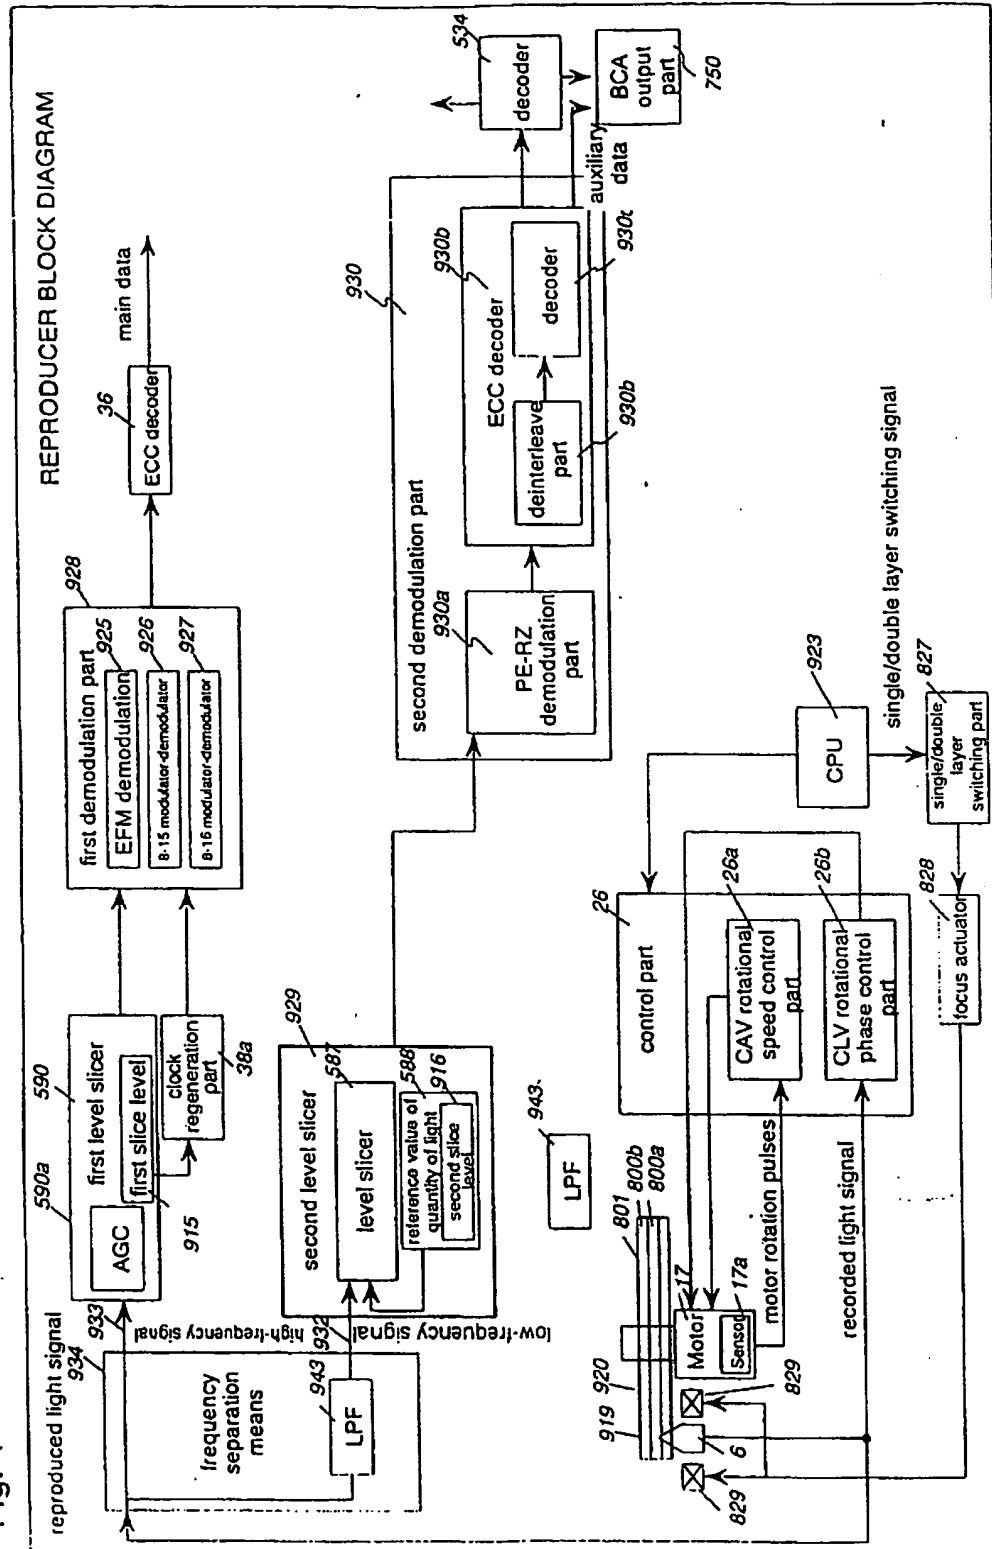 REPRODUCER BLOCK DIAGRAM
reproduced light signal
934
frequency
separation
means
943
LPF
933
high-frequency signal
932
low-frequency signal
590a
590
first level slicer
AGC
first slice level
915
clock
regeneration
part
38a
928
first demodulation part
925
EFM demodulation
926
8-15 modulator-demodulator
927
8-16 modulator-demodulator
36
ECC decoder
main data
929
second level slicer
587
level slicer
588
reference value of
quantity of light
916
second slice
level
930
second demodulation part
930a
PE-RZ
demodulation
part
930b
ECC decoder
deinterleave
part
930b
decoder
930c
auxiliary
data
534
decoder
BCA
output
part
750
943
LPF
919
920
801
800b
800a
Motor
17
Sensor
17a
829
829
6
motor rotation pulses
recorded light signal
26
control part
26a
CAV rotational
speed control
part
26b
CLV rotational
phase control
part
CPU
923
single/double layer switching signal
827
single/double
layer
switching part
828
focus actuator